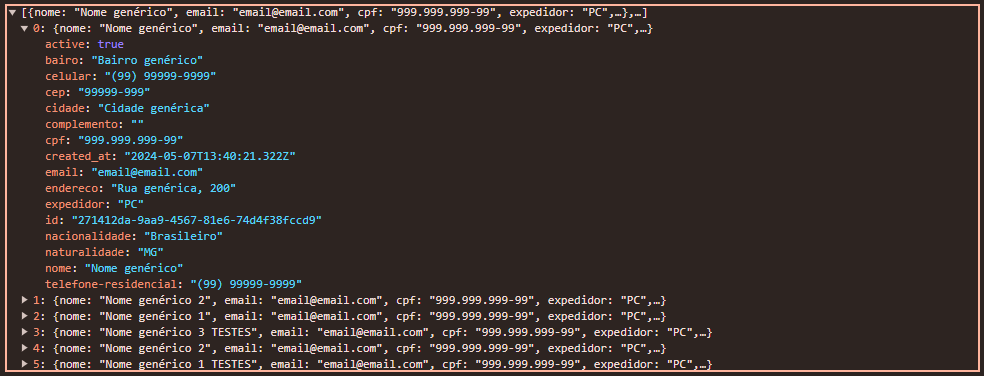 ▼ [{nome: "Nome genérico", email: "email@email.com", cpf: "999.999.999-99", expedidor: "PC",…},…]
▼ 0: {nome: "Nome genérico", email: "email@email.com", cpf: "999.999.999-99", expedidor: "PC",…}
active: true
bairo: "Bairro genérico"
celular: "(99) 99999-9999"
cep: "99999-999"
cidade: "Cidade genérica"
complemento: ""
cpf: "999.999.999-99"
created_at: "2024-05-07T13:40:21.322Z"
email: "email@email.com"
endereco: "Rua genérica, 200"
expedidor: "PC"
id: "271412da-9aa9-4567-81e6-74d4f38fccd9"
nacionalidade: "Brasileiro"
naturalidade: "MG"
nome: "Nome genérico"
telefone-residencial: "(99) 99999-9999"
▶ 1: {nome: "Nome genérico 2", email: "email@email.com", cpf: "999.999.999-99", expedidor: "PC",…}
▶ 2: {nome: "Nome genérico 1", email: "email@email.com", cpf: "999.999.999-99", expedidor: "PC",…}
▶ 3: {nome: "Nome genérico 3 TESTES", email: "email@email.com", cpf: "999.999.999-99", expedidor: "PC",…}
▶ 4: {nome: "Nome genérico 2", email: "email@email.com", cpf: "999.999.999-99", expedidor: "PC",…}
▶ 5: {nome: "Nome genérico 1 TESTES", email: "email@email.com", cpf: "999.999.999-99", expedidor: "PC",…}